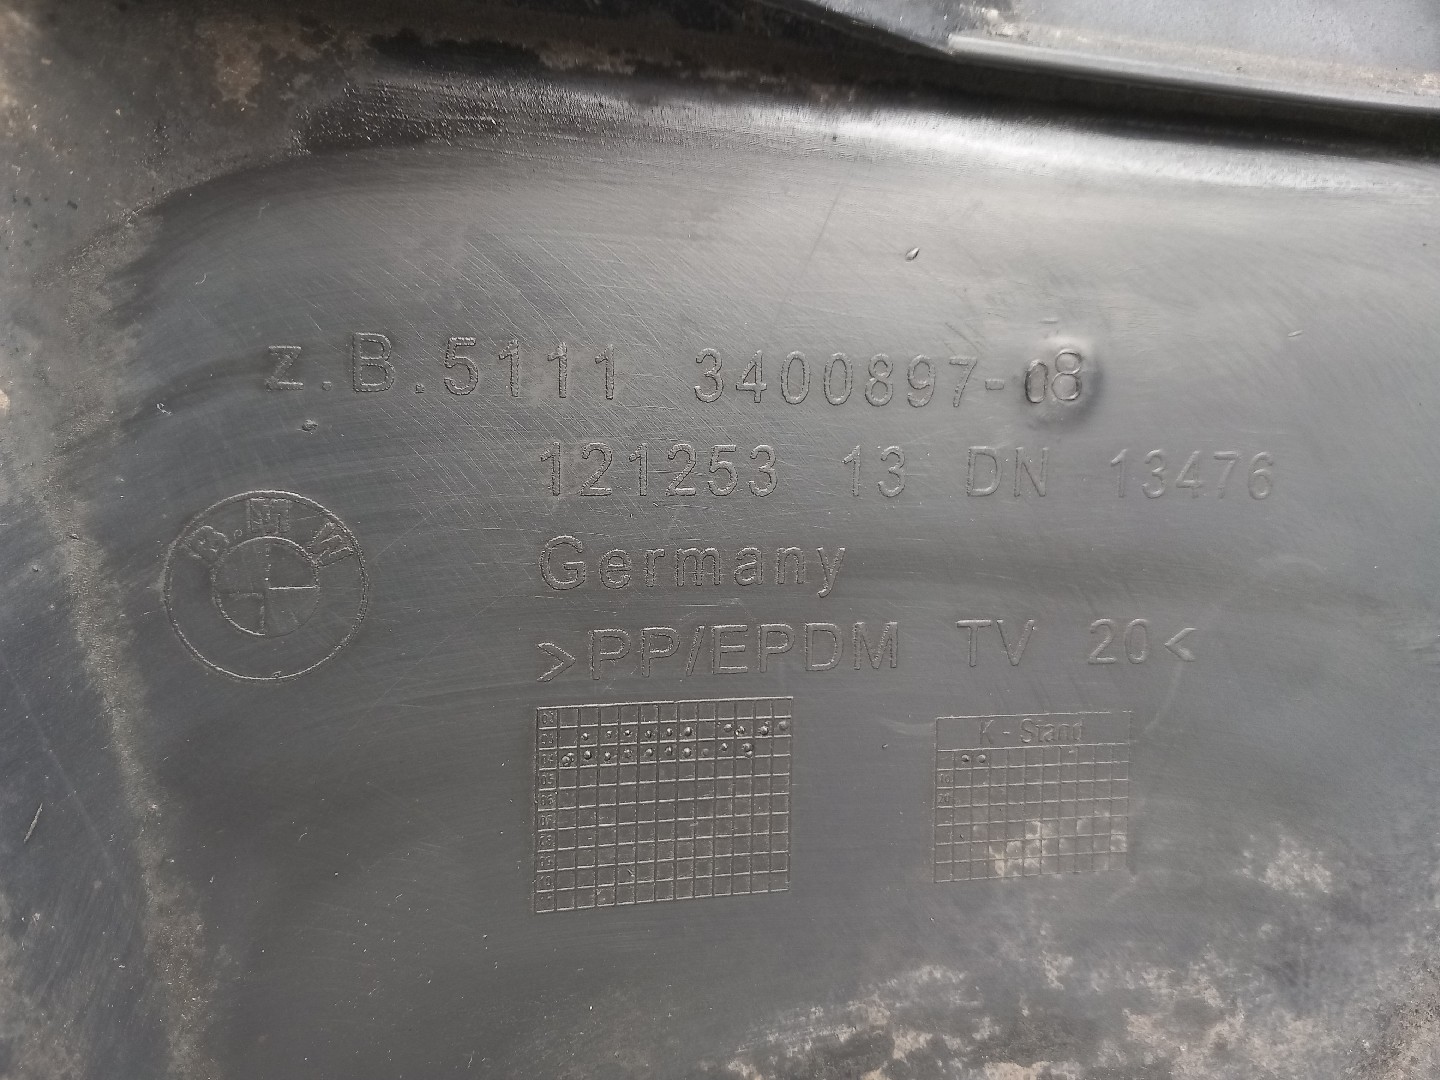 z.B.5111 3400897-08
121253 13 DN 13476
BMW
Germany
>PP/EPDM TV 20<
K - Stand